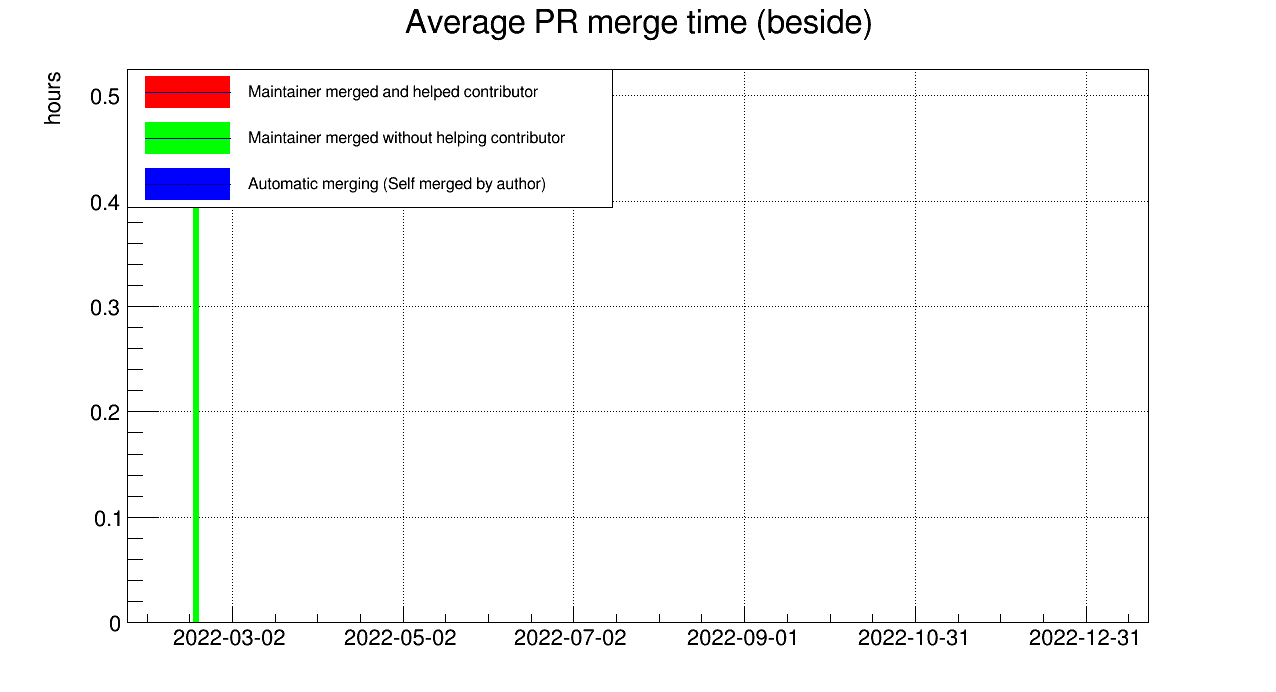 Average PR merge time (beside)
hours
Maintainer merged and helped contributor
Maintainer merged without helping contributor
Automatic merging (Self merged by author)
0.5
0.4
0.3
0.2
0.1
0
2022-03-02 2022-05-02 2022-07-02 2022-09-01 2022-10-31 2022-12-31